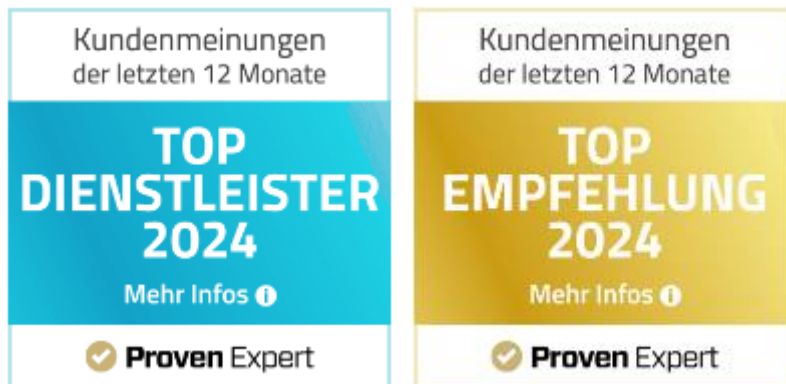 Kundenmeinungen
der letzten 12 Monate
TOP
DIENSTLEISTER
2024
Mehr Infos
Proven Expert
Kundenmeinungen
der letzten 12 Monate
TOP
EMPFEHLUNG
2024
Mehr Infos
Proven Expert